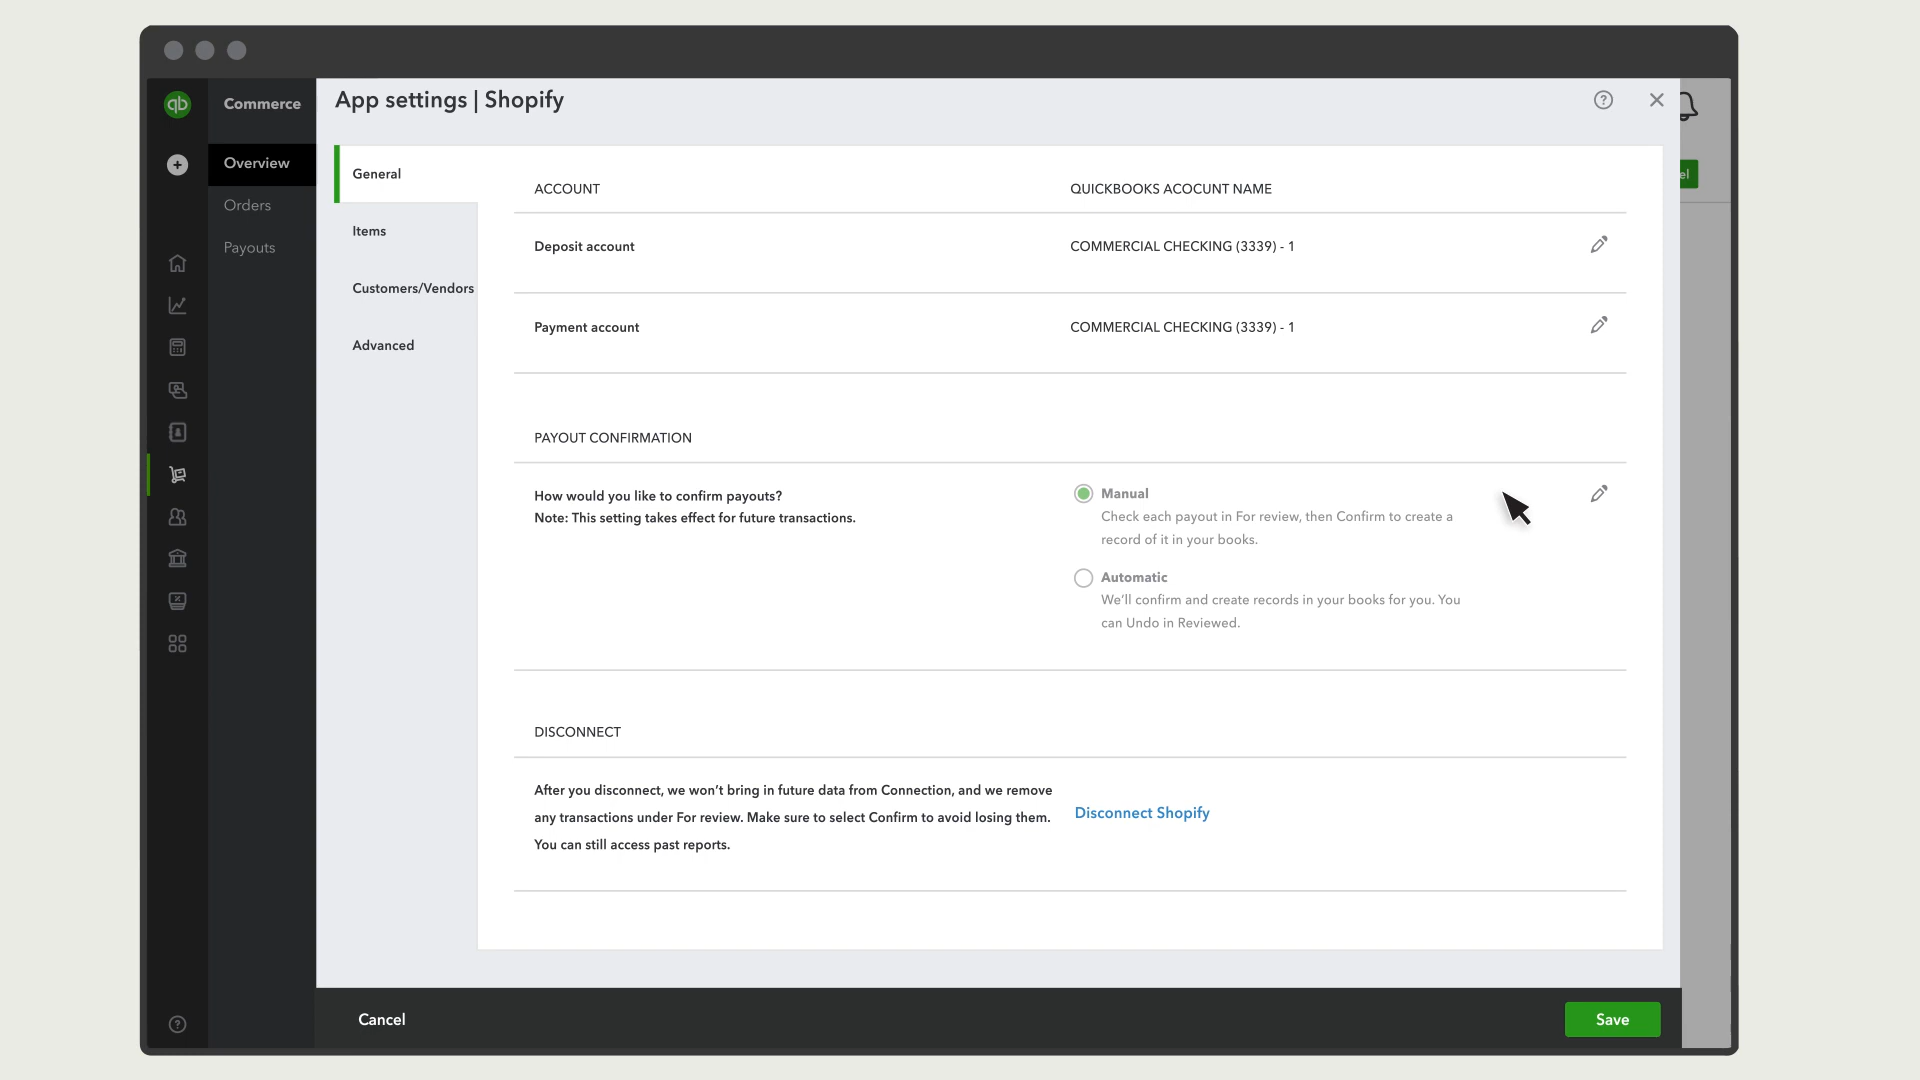 qb
Commerce
App settings | Shopify
Overview
Orders
Payouts
General
Items
Customers/Vendors
Advanced
ACCOUNT QUICKBOOKS ACOCUNT NAME
Deposit account COMMERCIAL CHECKING (3339) - 1
Payment account COMMERCIAL CHECKING (3339) - 1
PAYOUT CONFIRMATION
How would you like to confirm payouts?
Note: This setting takes effect for future transactions.
Manual
Check each payout in For review, then Confirm to create a
record of it in your books.
Automatic
We'll confirm and create records in your books for you. You
can Undo in Reviewed.
DISCONNECT
After you disconnect, we won't bring in future data from Connection, and we remove
any transactions under For review. Make sure to select Confirm to avoid losing them.
You can still access past reports.
Disconnect Shopify
Cancel
Save